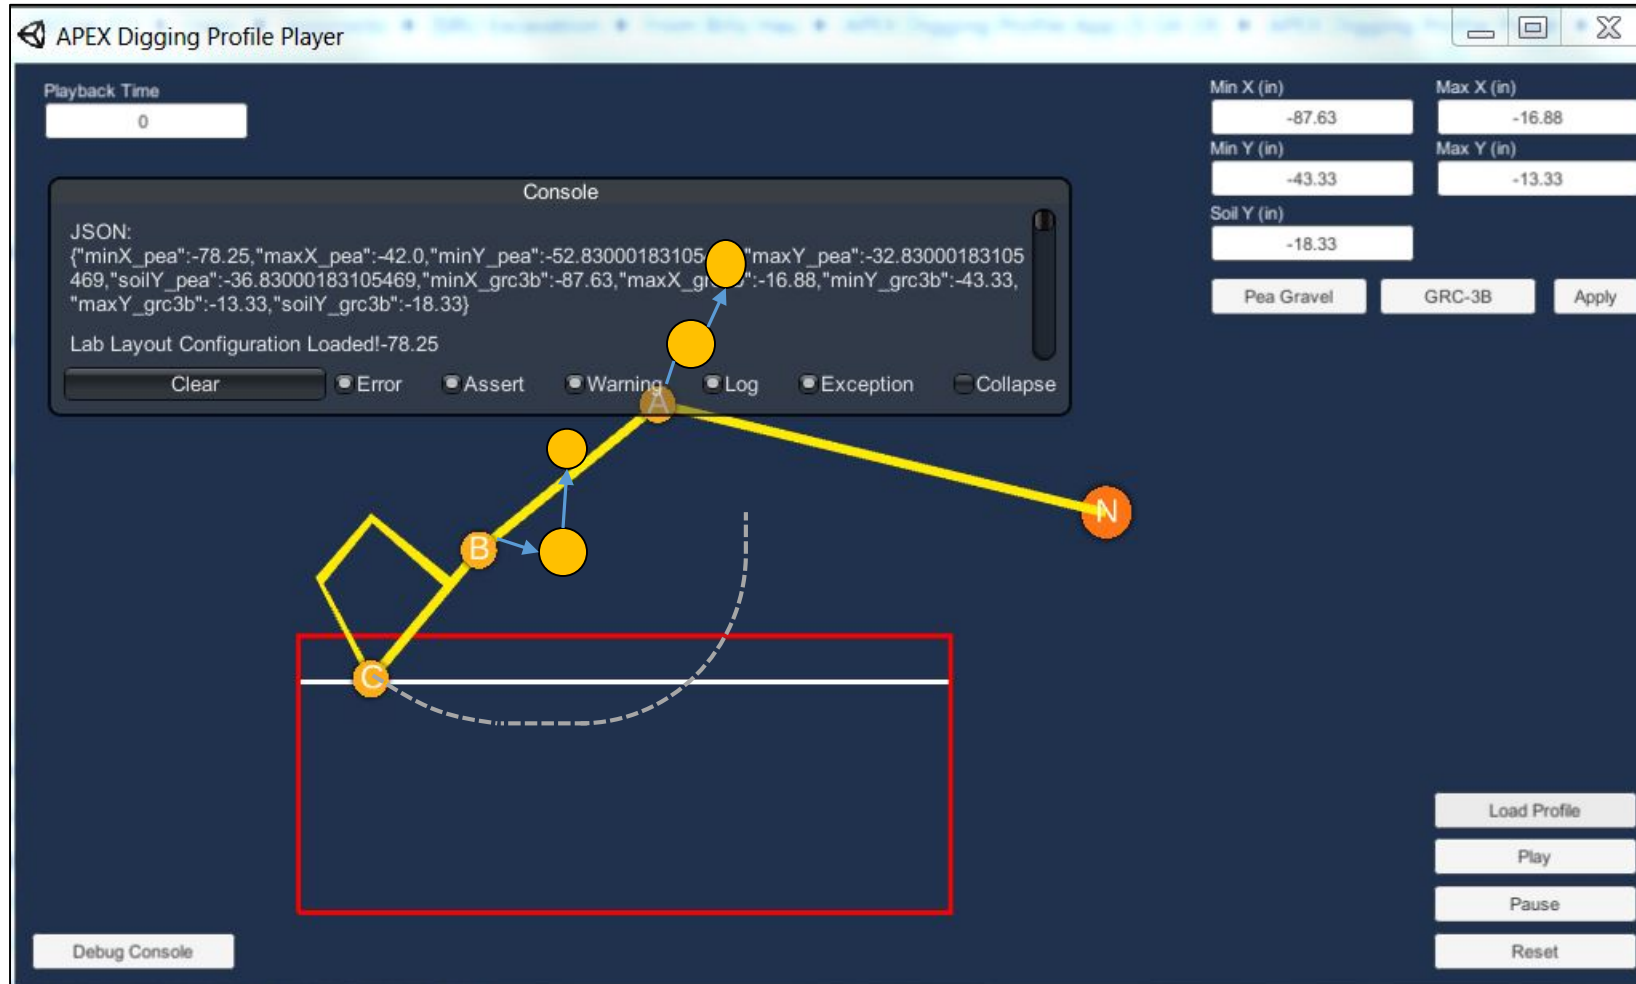 APEX Digging Profile Player
Playback Time
0
Min X (in)
Max X (in)
-87.63
-16.88
Min Y (in)
Max Y (in)
-43.33
-13.33
Soil Y (in)
-18.33
Pea Gravel
GRC-3B
Apply
Console
JSON:
{"minX_pea":-78.25,"maxX_pea":-42.0,"minY_pea":-52.83000183105 "maxY_pea":-32.83000183105
469,"soilY_pea":-36.83000183105469,"minX_grc3b":-87.63,"maxX_gr b":-16.88,"minY_grc3b":-43.33,
"maxY_grc3b":-13.33,"soilY_grc3b":-18.33}
Lab Layout Configuration Loaded!-78.25
Clear
Error
Assert
Warning
Log
Exception
Collapse
A
N
B
C
Load Profile
Play
Pause
Reset
Debug Console